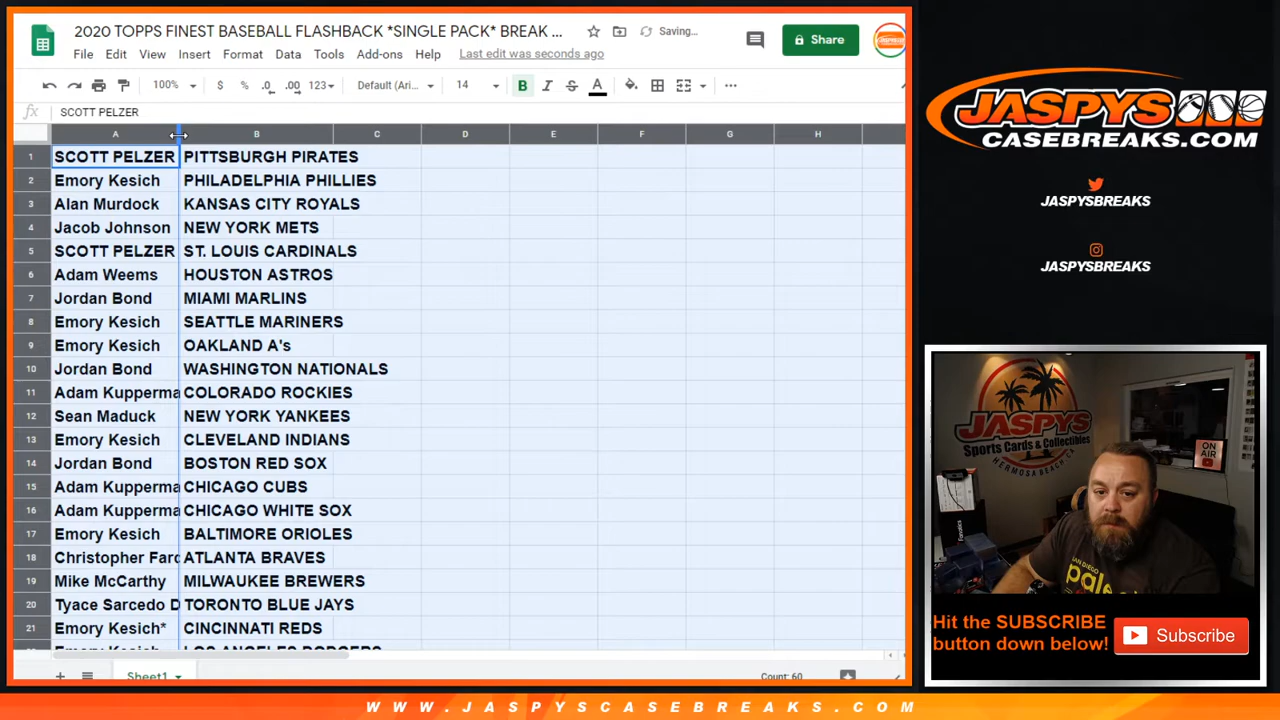 2020 TOPPS FINEST BASEBALL FLASHBACK *SINGLE PACK* BREAK ...
Saving...
File Edit View Insert Format Data Tools Add-ons Help Last edit was seconds ago
Share
100% $ % .0 .00 123 Default (Ari... 14 B I S A
fx SCOTT PELZER
A B C D E F G H
1 SCOTT PELZER PITTSBURGH PIRATES
2 Emory Kesich PHILADELPHIA PHILLIES
3 Alan Murdock KANSAS CITY ROYALS
4 Jacob Johnson NEW YORK METS
5 SCOTT PELZER ST. LOUIS CARDINALS
6 Adam Weems HOUSTON ASTROS
7 Jordan Bond MIAMI MARLINS
8 Emory Kesich SEATTLE MARINERS
9 Emory Kesich OAKLAND A's
10 Jordan Bond WASHINGTON NATIONALS
11 Adam Kupperma COLORADO ROCKIES
12 Sean Maduck NEW YORK YANKEES
13 Emory Kesich CLEVELAND INDIANS
14 Jordan Bond BOSTON RED SOX
15 Adam Kupperma CHICAGO CUBS
16 Adam Kupperma CHICAGO WHITE SOX
17 Emory Kesich BALTIMORE ORIOLES
18 Christopher Farc ATLANTA BRAVES
19 Mike McCarthy MILWAUKEE BREWERS
20 Tyace Sarcedo D TORONTO BLUE JAYS
21 Emory Kesich* CINCINNATI REDS
Emory Kesich LOS ANGELES DODGERS
Sheet1
Count: 60
JASPYS
CASEBREAKS.COM
JASPYSBREAKS
JASPYSBREAKS
JASPYS
Sports Cards & Collectibles
HERMOSA BEACH CA
ON AIR
Fanatics
SAN DIEGO
Hit the SUBSCRIBE
button down below!
Subscribe
WWW.JASPYSCASEBREAKS.COM